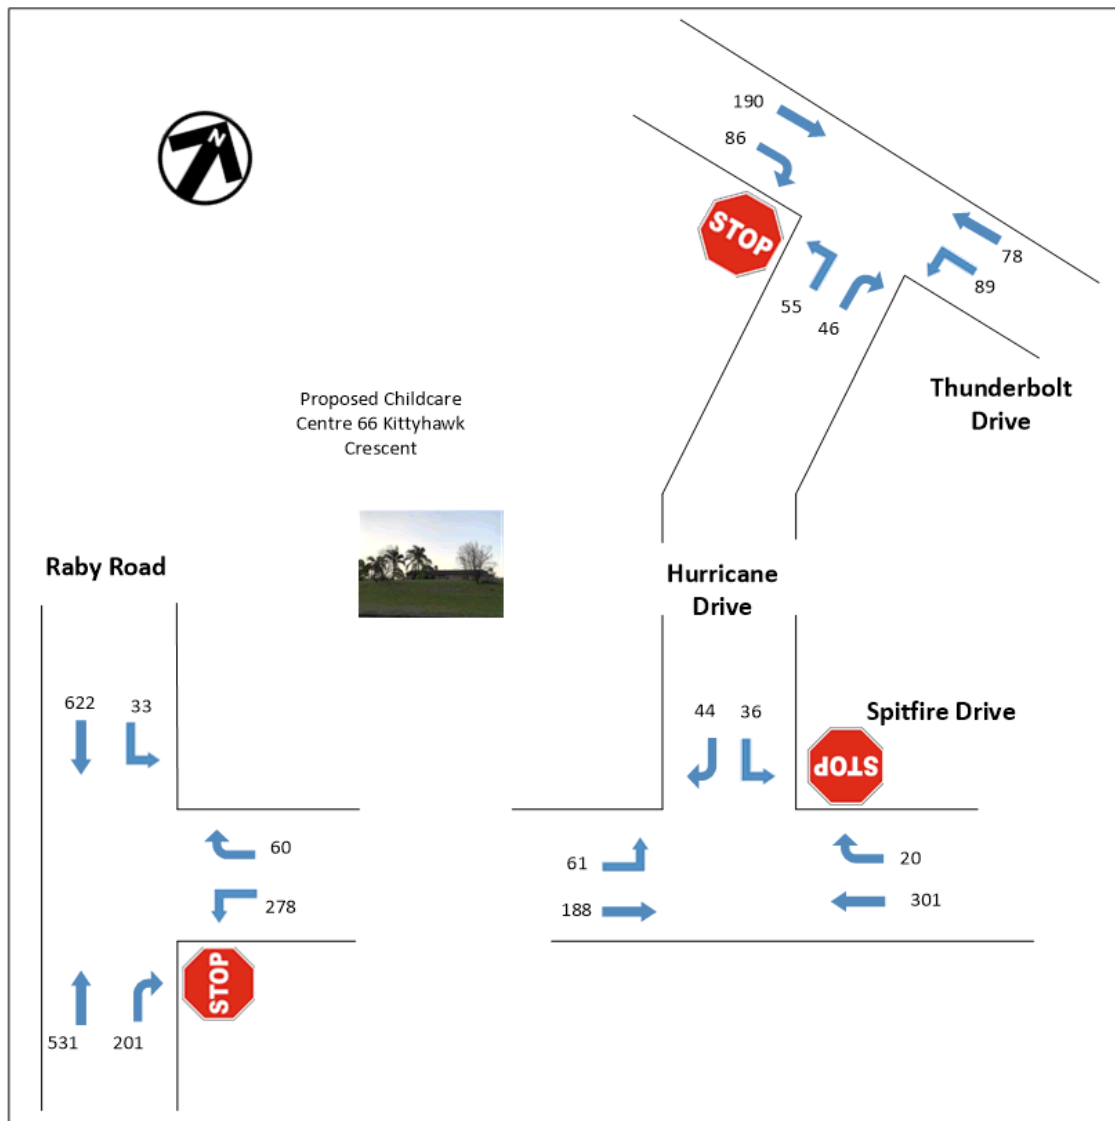 190
86
N
STOP
78
89
55
46
Thunderbolt
Drive
Proposed Childcare
Centre 66 Kittyhawk
Crescent
Raby Road
Hurricane
Drive
622
33
44
36
Spitfire Drive
STOP
60
278
61
188
20
301
STOP
531
201